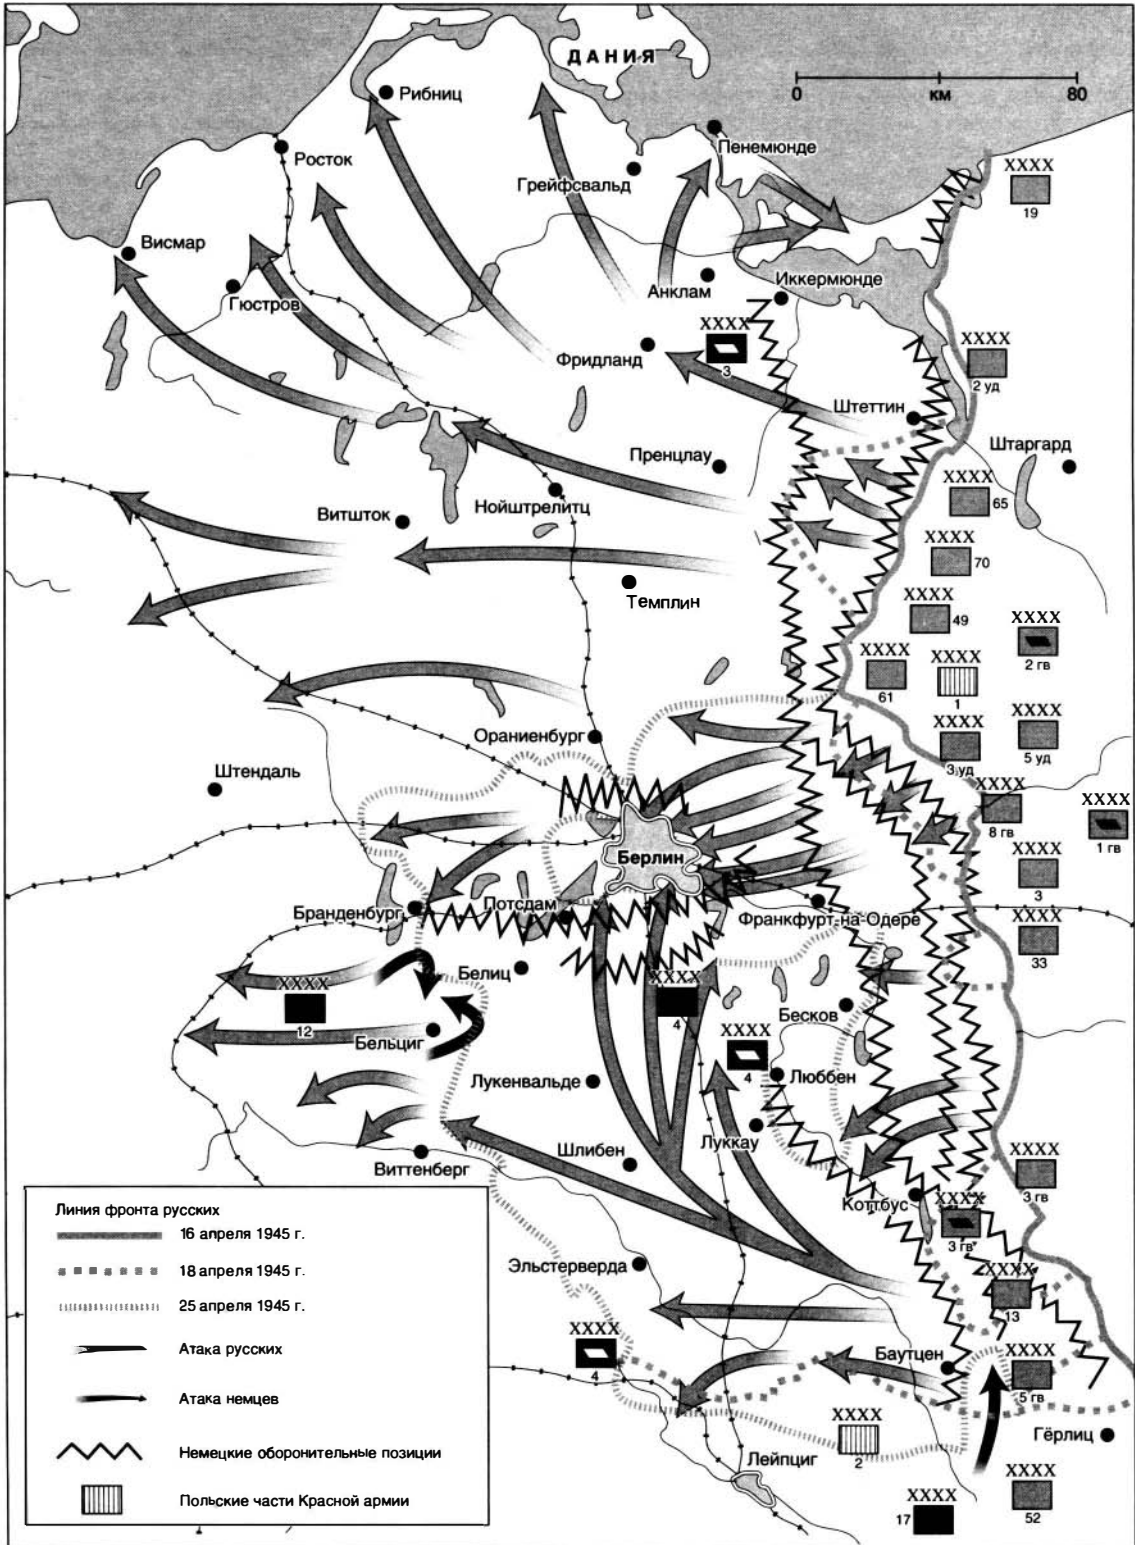 ДАНИЯ
0 км 80
Рибниц
Росток
Пенемюнде
Грейфсвальд
XXXX
19
Висмар
Гюстров
Анклам
Иккермюнде
XXXX
3
Фридланд
XXXX
2 уд
Штеттин
Штаргард
Пренцлау
XXXX
65
Нойштрелитц
Витшток
XXXX
70
Темплин
XXXX
49
XXXX
2 гв
XXXX
61
XXXX
1
Ораниенбург
XXXX
3 уд
XXXX
5 уд
Штендаль
XXXX
8 гв
XXXX
1 гв
Берлин
XXXX
3
Бранденбург
Потсдам
Франкфурт-на-Одере
XXXX
33
Белиц
XXXX
12
XXXX
4
Бесков
Бельциг
XXXX
4
Люббен
Лукенвальде
Луккау
Шлибен
Виттенберг
XXXX
3 гв
Коттбус
XXXX
3 гв
Эльстерверда
XXXX
13
XXXX
4
Баутцен
XXXX
5 гв
XXXX
2
Гёрлиц
Лейпциг
XXXX
17
XXXX
52
Линия фронта русских
16 апреля 1945 г.
18 апреля 1945 г.
25 апреля 1945 г.
Атака русских
Атака немцев
Немецкие оборонительные позиции
Польские части Красной армии